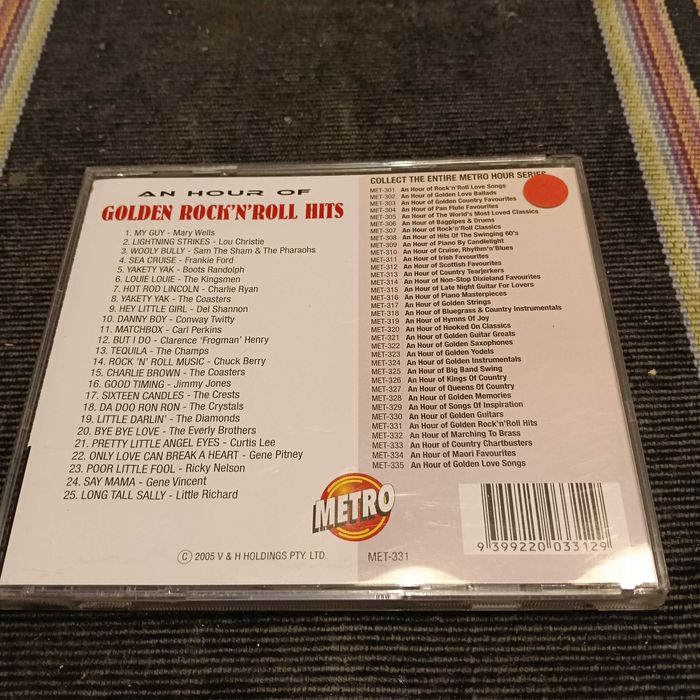 AN HOUR OF
GOLDEN ROCK'N'ROLL HITS
1. MY GUY - Mary Wells
2. LIGHTNING STRIKES - Lou Christie
3. WOOLY BULLY - Sam The Sham & The Pharaohs
4. SEA CRUISE - Frankie Ford
5. YAKETY YAK - Boots Randolph
6. LOUIE LOUIE - The Kingsmen
7. HOT ROD LINCOLN - Charlie Ryan
8. YAKETY YAK - The Coasters
9. HEY LITTLE GIRL - Del Shannon
10. DANNY BOY - Conway Twitty
11. MATCHBOX - Carl Perkins
12. BUT I DO - Clarence 'Frogman' Henry
13. TEQUILA - The Champs
14. ROCK 'N' ROLL MUSIC - Chuck Berry
15. CHARLIE BROWN - The Coasters
16. GOOD TIMING - Jimmy Jones
17. SIXTEEN CANDLES - The Crests
18. DA DOO RON RON - The Crystals
19. LITTLE DARLIN' - The Diamonds
20. BYE BYE LOVE - The Everly Brothers
21. PRETTY LITTLE ANGEL EYES - Curtis Lee
22. ONLY LOVE CAN BREAK A HEART - Gene Pitney
23. POOR LITTLE FOOL - Ricky Nelson
24. SAY MAMA - Gene Vincent
25. LONG TALL SALLY - Little Richard
© 2005 V & H HOLDINGS PTY. LTD.
METRO
MET-331
COLLECT THE ENTIRE METRO HOUR SERIES
MET-301 An Hour of Rock'n'Roll Love Songs
MET-302 An Hour of Golden Love Ballads
MET-303 An Hour of Golden Country Favourites
MET-304 An Hour of Pan Flute Favourites
MET-305 An Hour of The World's Most Loved Classics
MET-306 An Hour of Bagpipes & Drums
MET-307 An Hour of Rock'n'Roll Classics
MET-308 An Hour of Hits Of The Swinging 60's
MET-309 An Hour of Piano By Candlelight
MET-310 An Hour of Cruise, Rhythm'n'Blues
MET-311 An Hour of Irish Favourites
MET-312 An Hour of Scottish Favourites
MET-313 An Hour of Country Tearjerkers
MET-314 An Hour of Non-Stop Dixieland Favourites
MET-315 An Hour of Late Night Guitar For Lovers
MET-316 An Hour of Piano Masterpieces
MET-317 An Hour of Golden Strings
MET-318 An Hour of Bluegrass & Country Instrumentals
MET-319 An Hour of Hymns Of Joy
MET-320 An Hour of Hooked On Classics
MET-321 An Hour of Golden Guitar Greats
MET-322 An Hour of Golden Saxophones
MET-323 An Hour of Golden Yodels
MET-324 An Hour of Golden Instrumentals
MET-325 An Hour of Big Band Swing
MET-326 An Hour of Kings Of Country
MET-327 An Hour of Queens Of Country
MET-328 An Hour of Golden Memories
MET-329 An Hour of Songs Of Inspiration
MET-330 An Hour of Golden Guitars
MET-331 An Hour of Golden Rock'n'Roll Hits
MET-332 An Hour of Marching To Brass
MET-333 An Hour of Country Chartbusters
MET-334 An Hour of Maori Favourites
MET-335 An Hour of Golden Love Songs
9 399220 033129